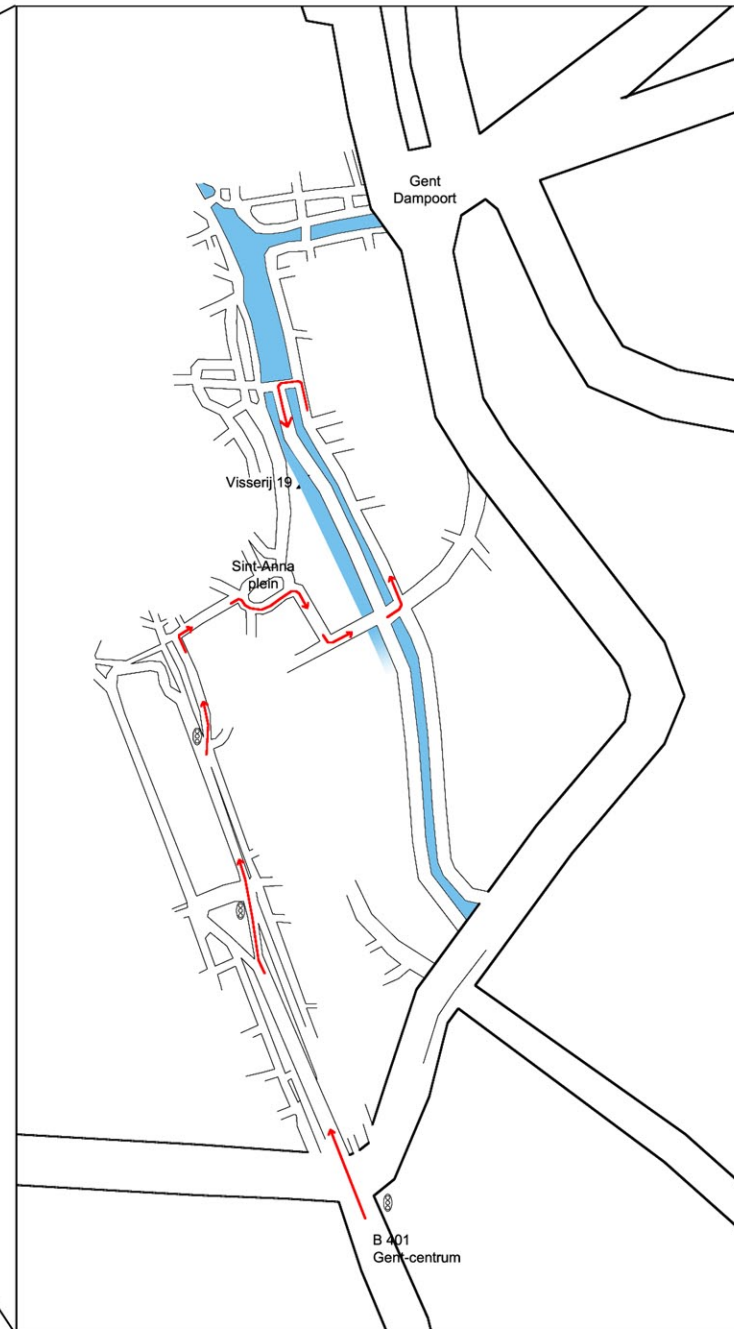 Gent
Dampoort
Visserij 19
Sint-Anna
plein
B 401
Gent-centrum